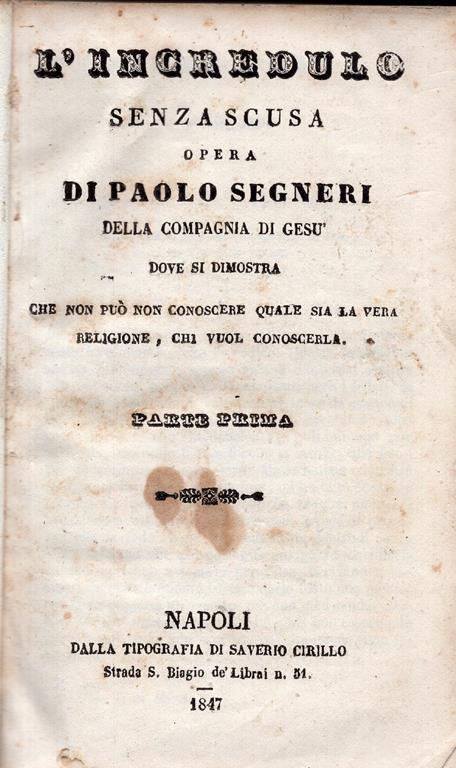 L'INCREDULO
SENZA SCUSA
OPERA
DI PAOLO SEGNERI
DELLA COMPAGNIA DI GESU'
DOVE SI DIMOSTRA
CHE NON PUÒ NON CONOSCERE QUALE SIA LA VERA
RELIGIONE, CHI VUOL CONOSCERLA.
PARTE PRIMA
NAPOLI
DALLA TIPOGRAFIA DI SAVERIO CIRILLO
Strada S. Biagio de' Librai n. 31.
1847